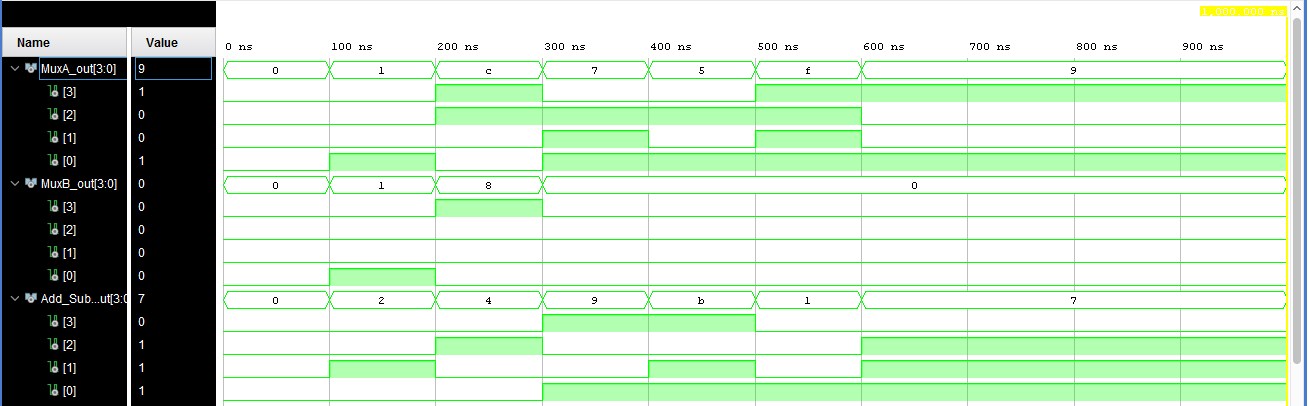 1,000.000 ns
Name Value 0 ns 100 ns 200 ns 300 ns 400 ns 500 ns 600 ns 700 ns 800 ns 900 ns
MuxA_out[3:0] 9 0 1 c 7 5 f 9
[3] 1
[2] 0
[1] 0
[0] 1
MuxB_out[3:0] 0 0 1 8 0
[3] 0
[2] 0
[1] 0
[0] 0
Add_Sub...ut[3:0 7 0 2 4 9 b 1 7
[3] 0
[2] 1
[1] 1
[0] 1